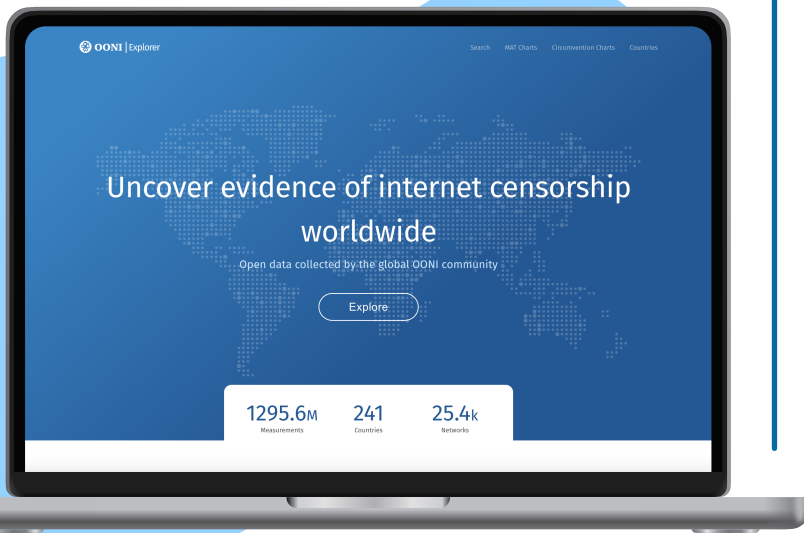 OONI Explorer
Search MAT Charts Circumvention Charts Countries
Uncover evidence of internet censorship
worldwide
Open data collected by the global OONI community
Explore
1295.6M 241 25.4k
Measurements Countries Networks